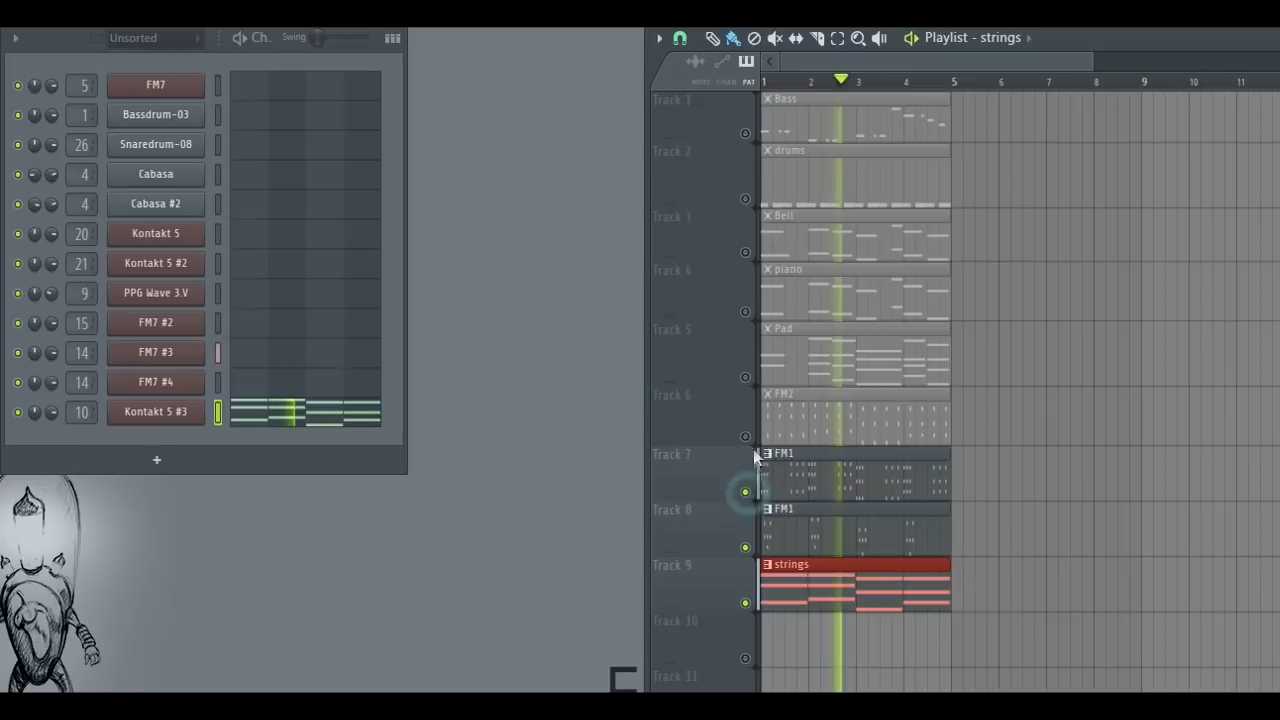 Unsorted
Ch..
Swing
5 FM7
1 Bassdrum-03
26 Snaredrum-08
4 Cabasa
4 Cabasa #2
20 Kontakt 5
21 Kontakt 5 #2
9 PPG Wave 3.V
15 FM7 #2
14 FM7 #3
14 FM7 #4
10 Kontakt 5 #3
+
Playlist - strings
NOTE CHAN PAT
1 2 3 4 5 6 7 8 9 10 11 12
Track 1 Bass
Track 2 drums
Track 3 Bell
Track 4 piano
Track 5 Pad
Track 6 FM2
Track 7 FM1
Track 8 FM1
Track 9 strings
Track 10
Track 11